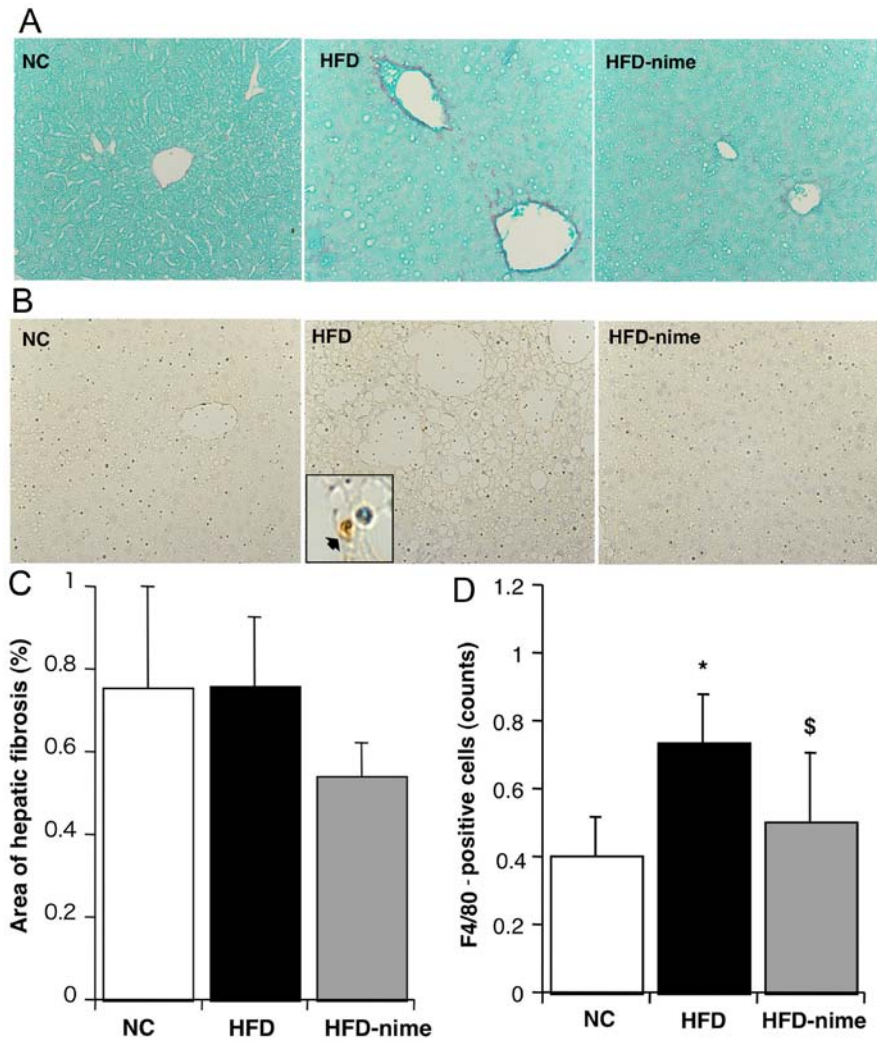 A
NC
HFD
HFD-nime
B
NC
HFD
HFD-nime
C
Area of hepatic fibrosis (%)
1
0.8
0.6
0.4
0.2
0
NC HFD HFD-nime
D
F4/80 - positive cells (counts)
1.2
1
0.8
0.6
0.4
0.2
0
*
$
NC HFD HFD-nime